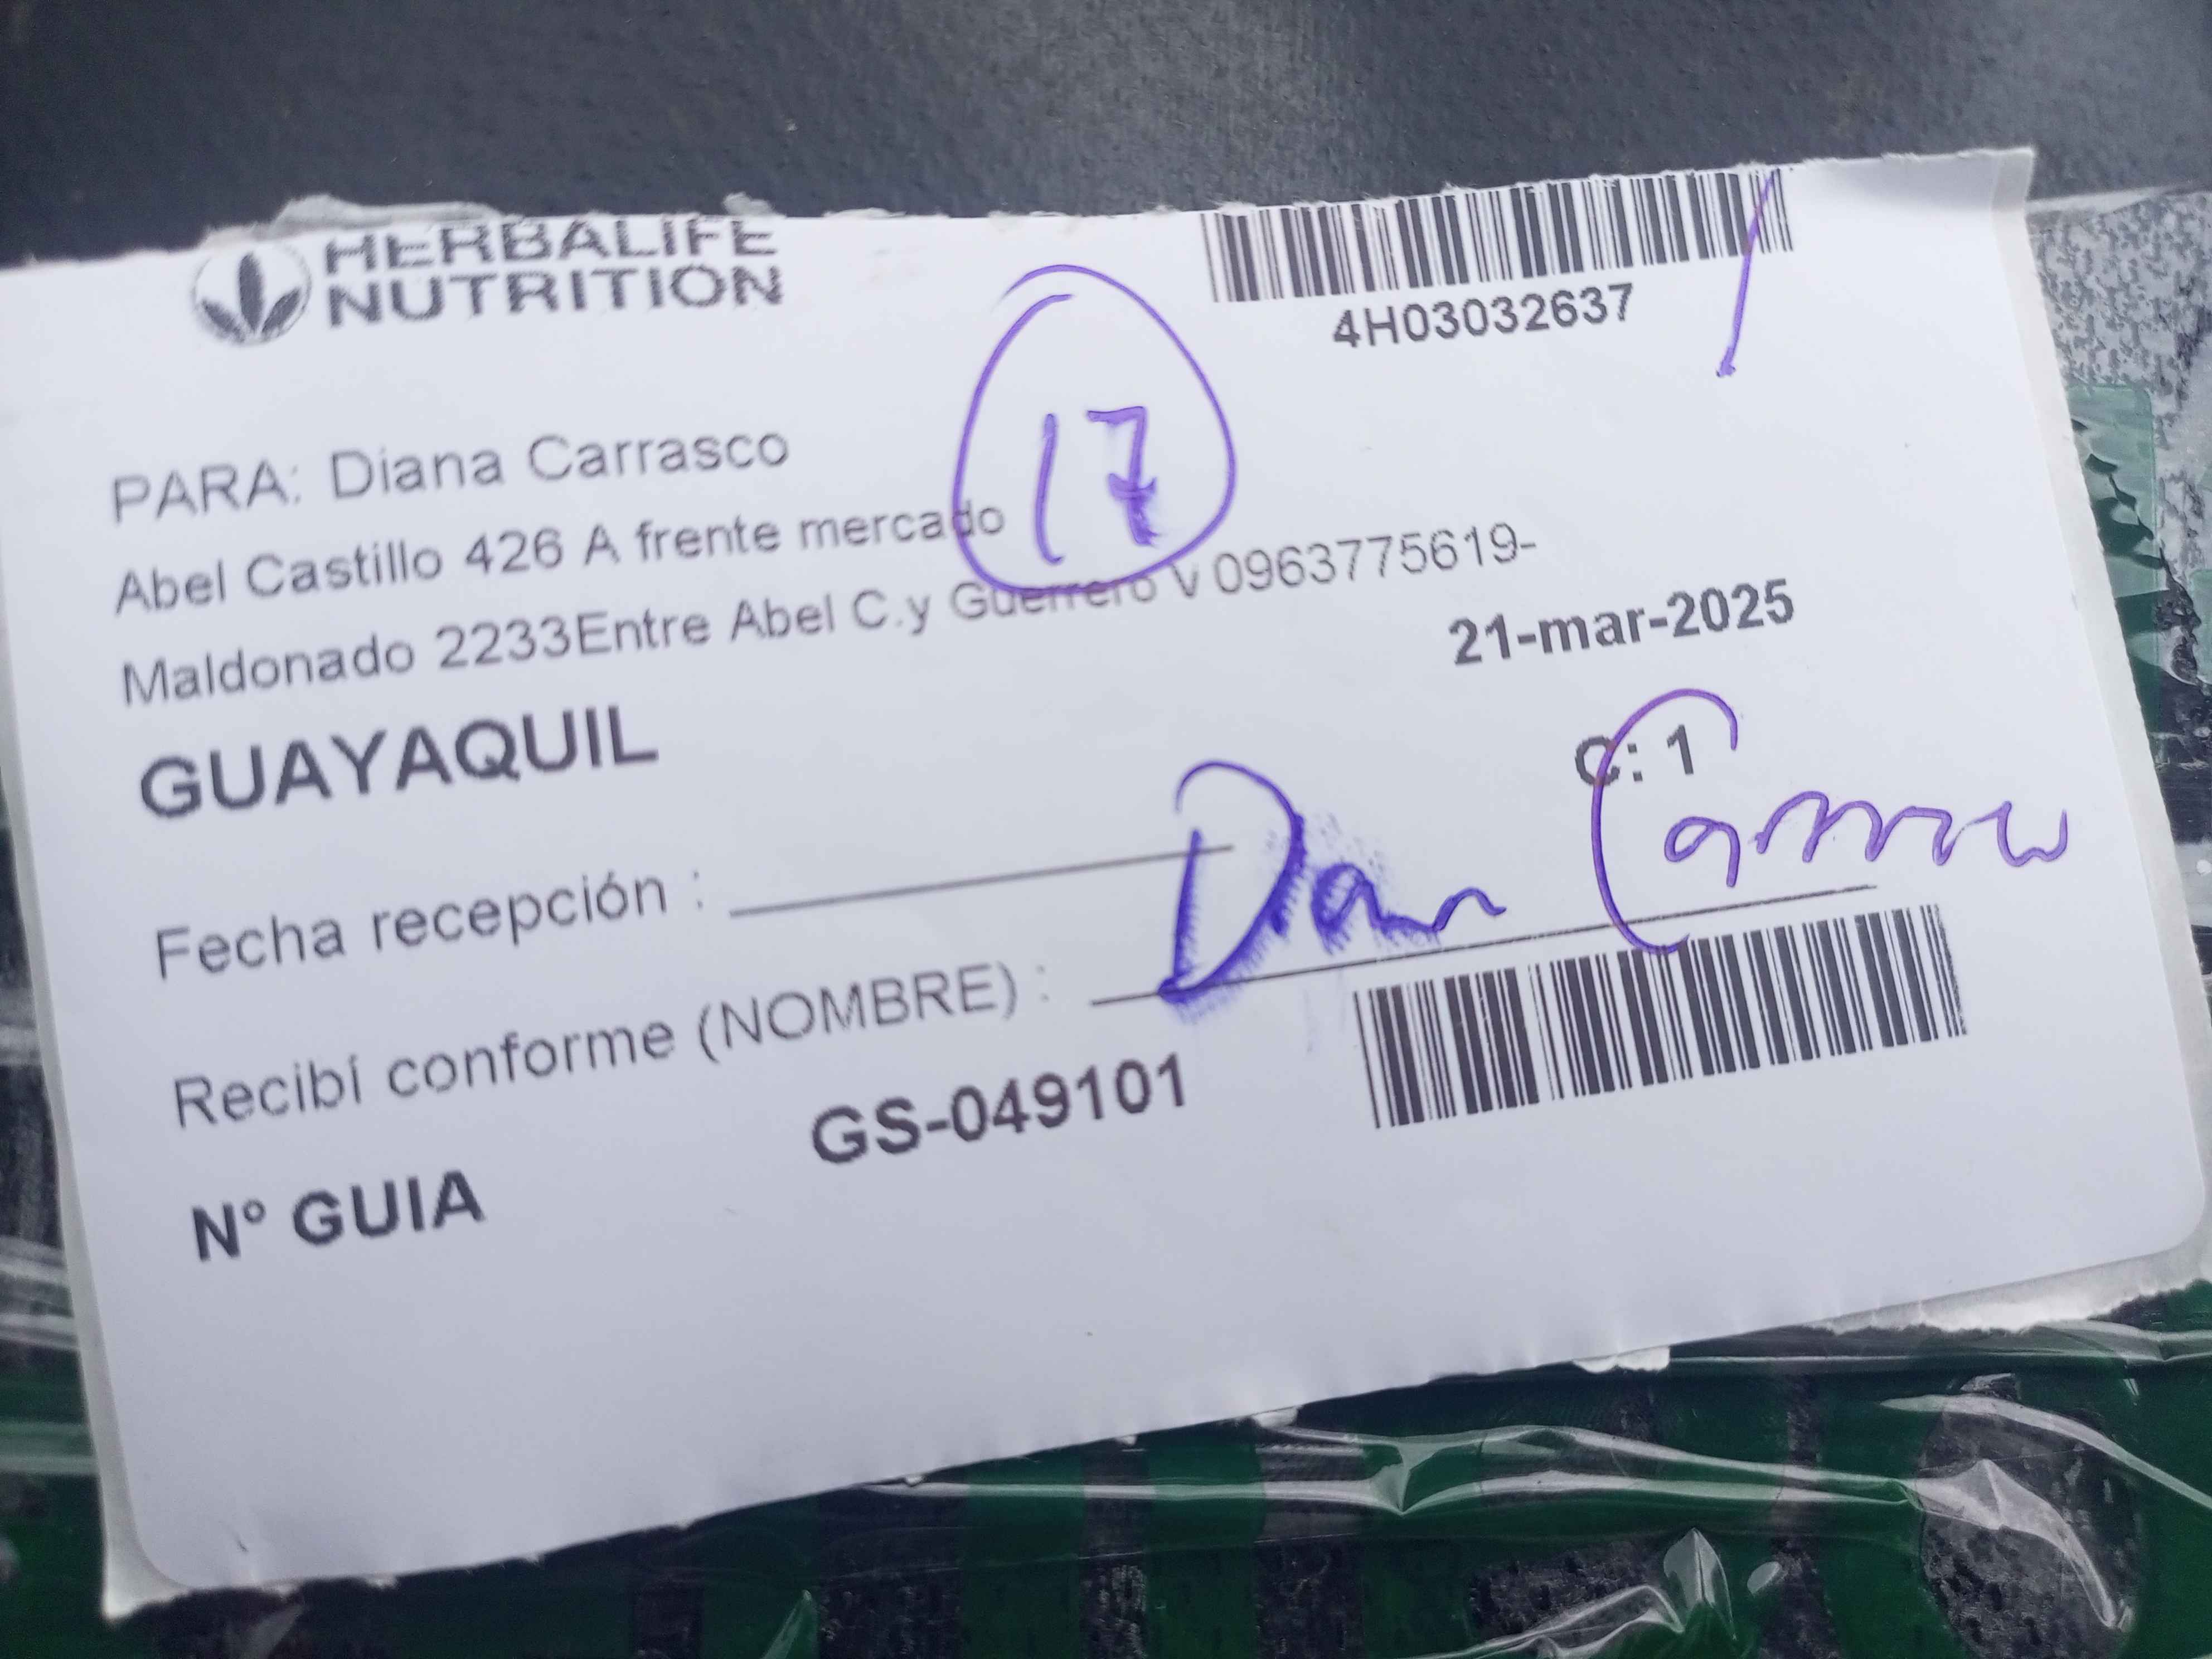 HERBALIFE
NUTRITION
4H03032637
17
PARA: Diana Carrasco
Abel Castillo 426 A frente mercado
Maldonado 2233Entre Abel C.y Guerrero V 0963775619-
21-mar-2025
GUAYAQUIL
C: 1
Fecha recepción :
Recibí conforme (NOMBRE) :
Nº GUIA GS-049101